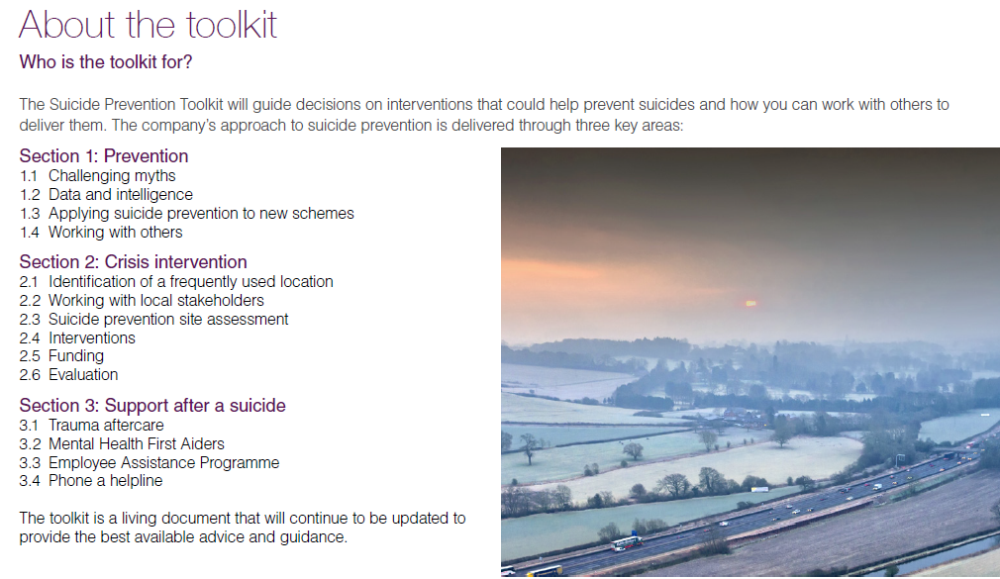 About the toolkit
Who is the toolkit for?
The Suicide Prevention Toolkit will guide decisions on interventions that could help prevent suicides and how you can work with others to
deliver them. The company’s approach to suicide prevention is delivered through three key areas:
Section 1: Prevention
1.1 Challenging myths
1.2 Data and intelligence
1.3 Applying suicide prevention to new schemes
1.4 Working with others
Section 2: Crisis intervention
2.1 Identification of a frequently used location
2.2 Working with local stakeholders
2.3 Suicide prevention site assessment
2.4 Interventions
2.5 Funding
2.6 Evaluation
Section 3: Support after a suicide
3.1 Trauma aftercare
3.2 Mental Health First Aiders
3.3 Employee Assistance Programme
3.4 Phone a helpline
The toolkit is a living document that will continue to be updated to
provide the best available advice and guidance.